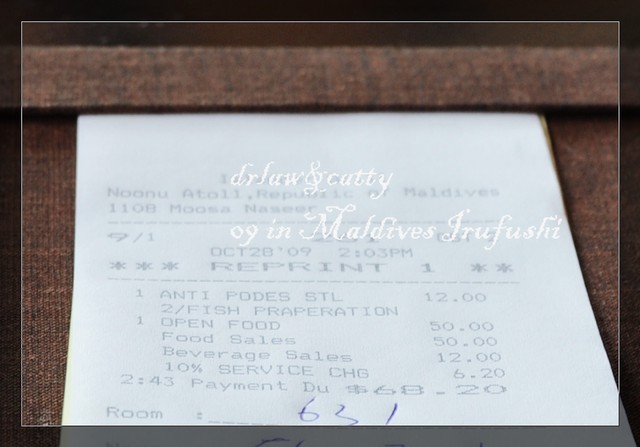 drluw&cutty
Noonu Atoll,Republic of Maldives
1108 Moosa Naseer
09 in Maldives Irufushi
9/1
OCT28'09 2:03PM
*** REPRINT 1 **
1 ANTI PODES STL 12.00
2/FISH PRAPERATION
1 OPEN FOOD 50.00
Food Sales 50.00
Beverage Sales 12.00
10% SERVICE CHG 6.20
2:43 Payment Du $68.20
Room :____ 631